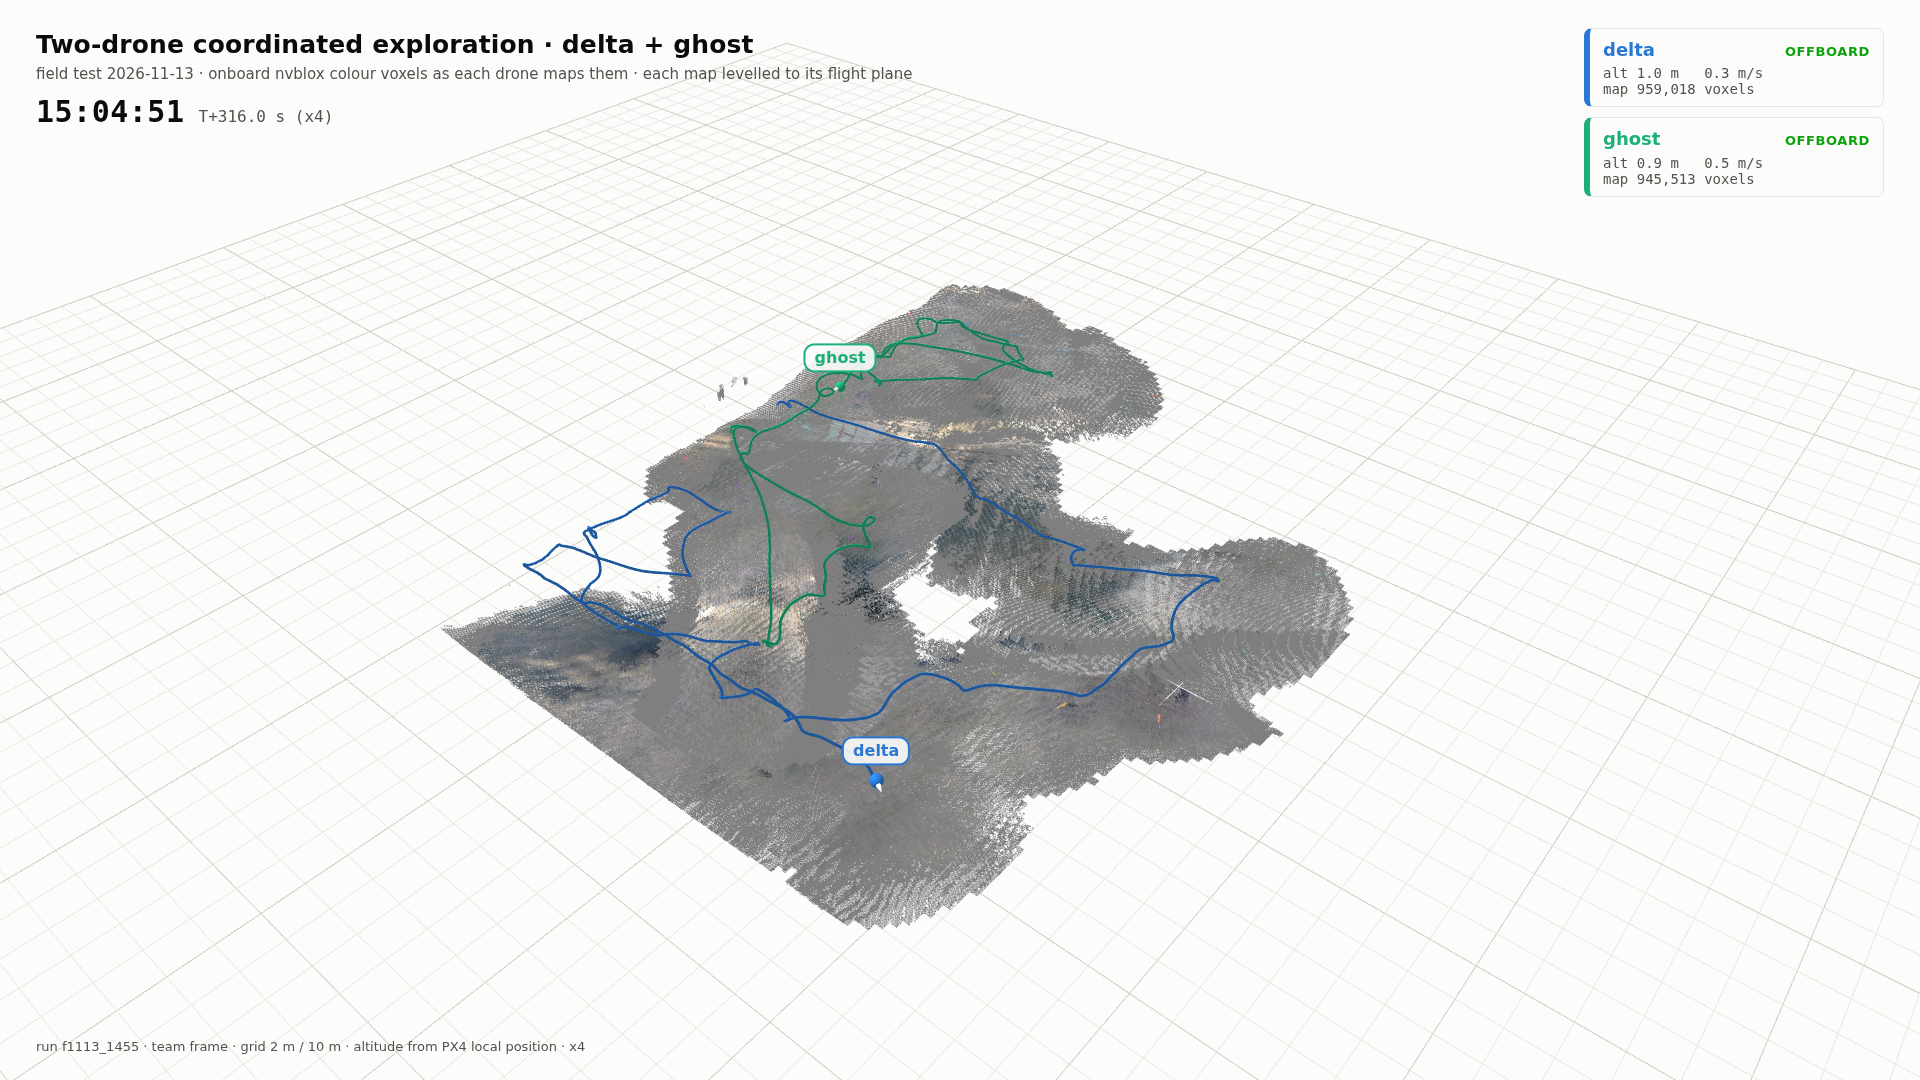 Two-drone coordinated exploration · delta + ghost
field test 2026-11-13 · onboard nvblox colour voxels as each drone maps them · each map levelled to its flight plane
15:04:51 T+316.0 s (x4)
delta OFFBOARD
alt 1.0 m 0.3 m/s
map 959,018 voxels
ghost OFFBOARD
alt 0.9 m 0.5 m/s
map 945,513 voxels
ghost
delta
run f1113_1455 · team frame · grid 2 m / 10 m · altitude from PX4 local position · x4